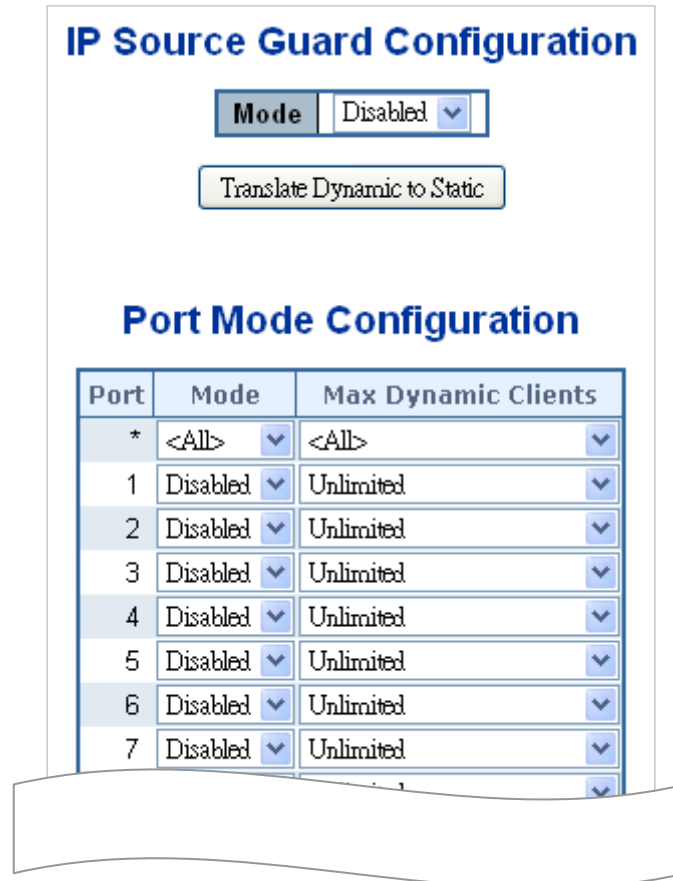 IP Source Guard Configuration
Mode Disabled
Translate Dynamic to Static
Port Mode Configuration
Port Mode Max Dynamic Clients
* <All> <All>
1 Disabled Unlimited
2 Disabled Unlimited
3 Disabled Unlimited
4 Disabled Unlimited
5 Disabled Unlimited
6 Disabled Unlimited
7 Disabled Unlimited